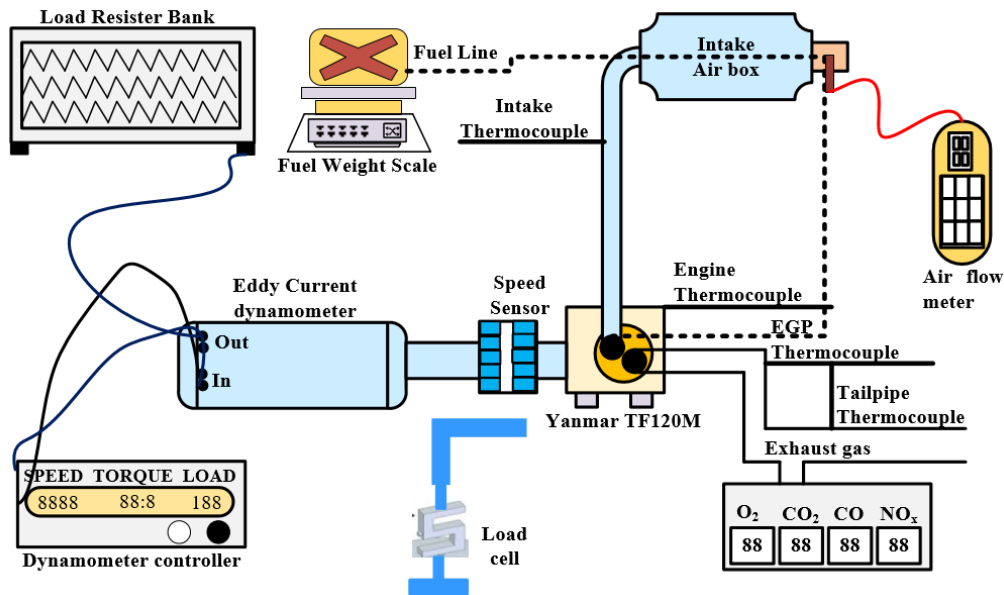 Load Resister Bank
Fuel Line
Fuel Weight Scale
Intake
Air box
Intake
Thermocouple
Air flow
meter
Engine
Thermocouple
Speed
Sensor
Eddy Current
dynamometer
Out
In
EGP
Thermocouple
Tailpipe
Thermocouple
Yanmar TF120M
Exhaust gas
SPEED TORQUE LOAD
8888 88:8 188
Dynamometer controller
Load
cell
O₂ CO₂ CO NOₓ
88 88 88 88